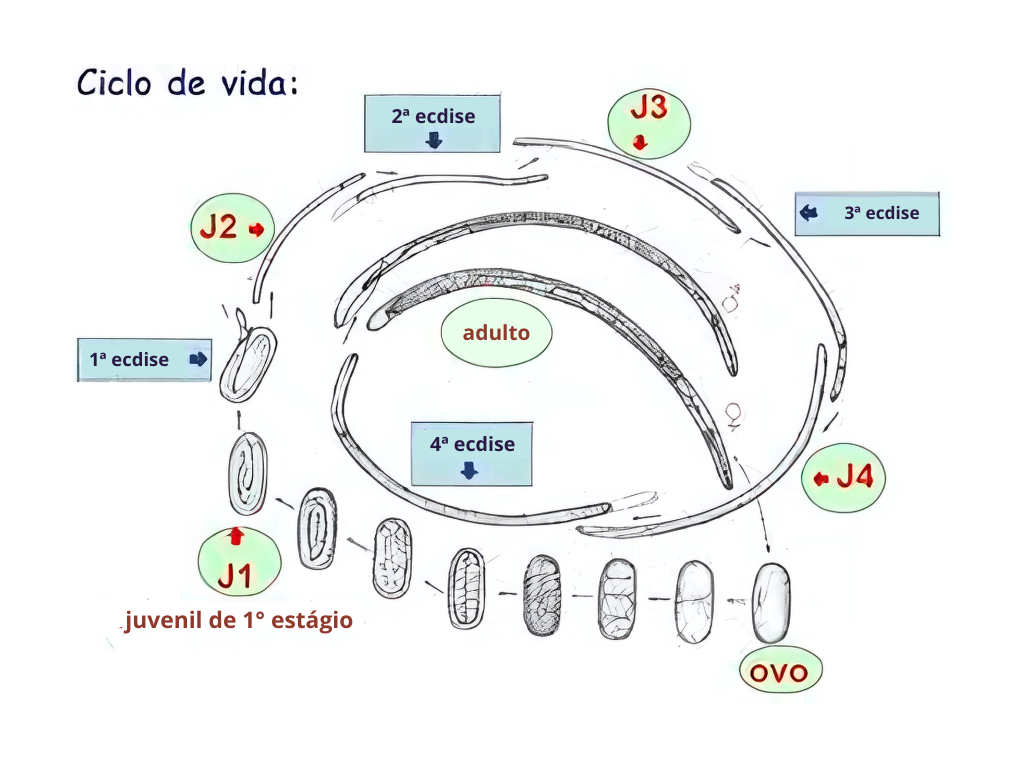 Ciclo de vida:
2ª ecdise
J3
J2
3ª ecdise
adulto
1ª ecdise
4ª ecdise
J4
J1
juvenil de 1° estágio
ovo